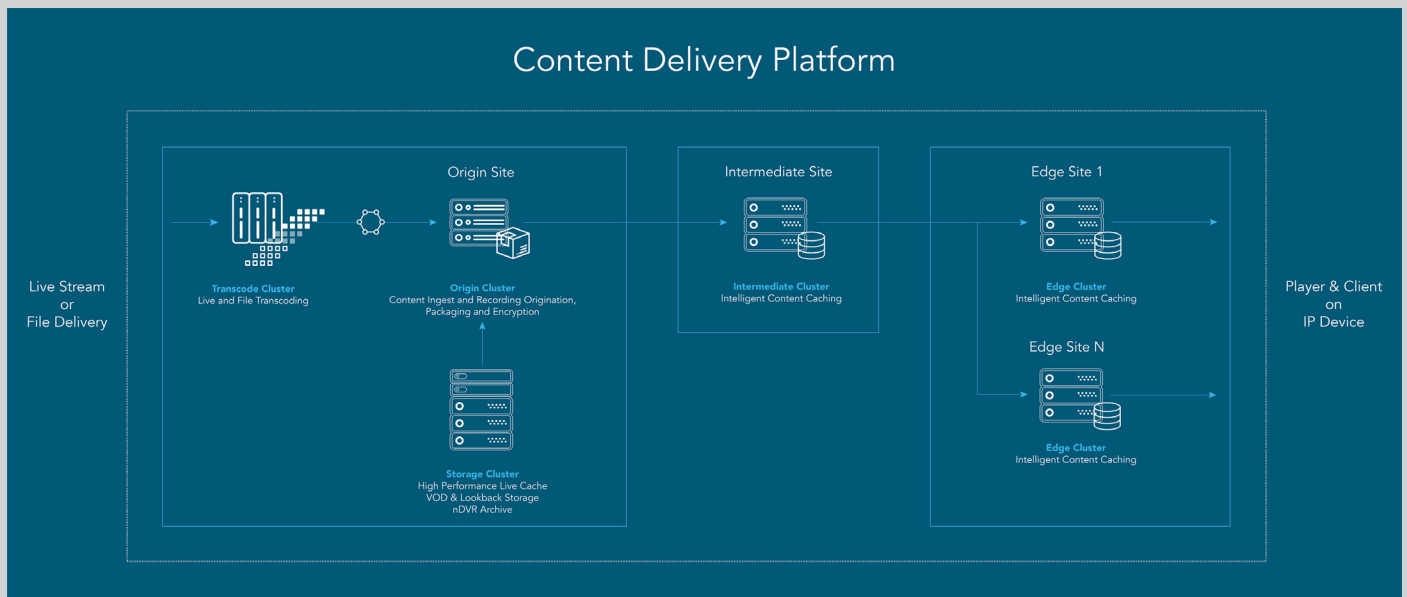 Content Delivery Platform
Live Stream
or
File Delivery
Origin Site
Transcode Cluster
Live and File Transcoding
Origin Cluster
Content Ingest and Recording Origination,
Packaging and Encryption
Storage Cluster
High Performance Live Cache
VOD & Lookback Storage
nDVR Archive
Intermediate Site
Intermediate Cluster
Intelligent Content Caching
Edge Site 1
Edge Cluster
Intelligent Content Caching
Edge Site N
Edge Cluster
Intelligent Content Caching
Player & Client
on
IP Device